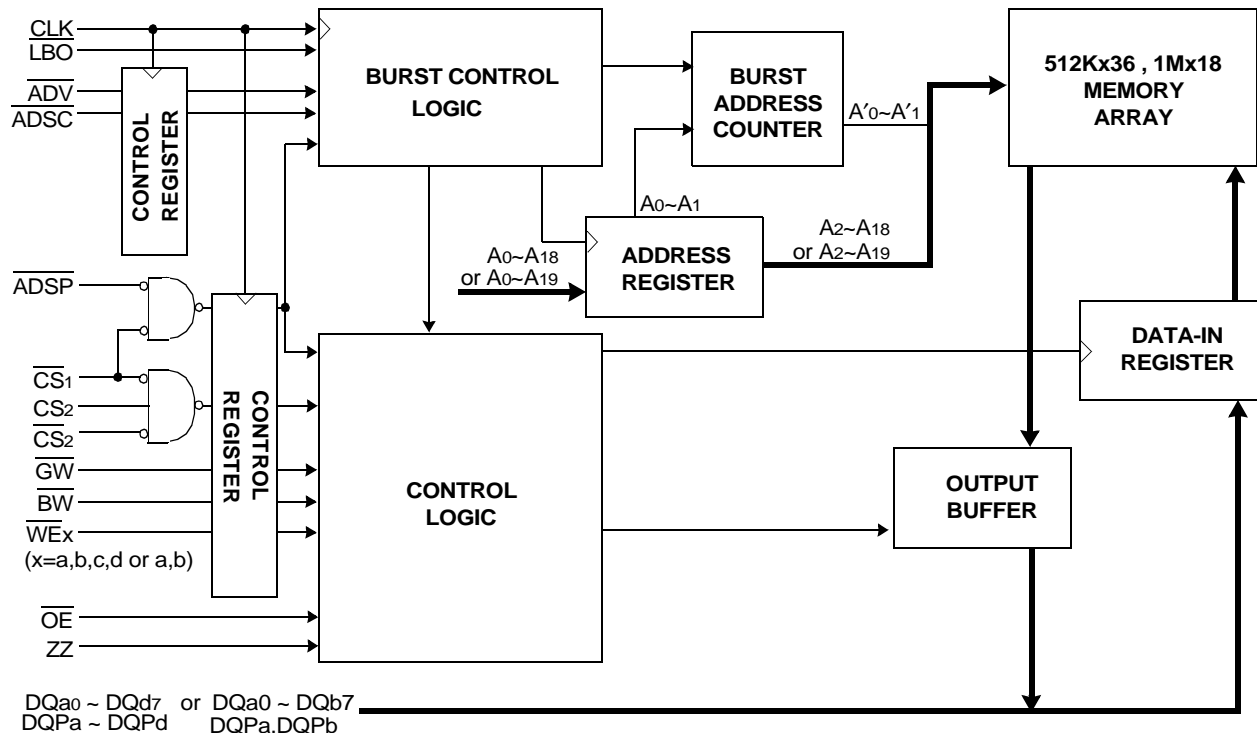 CLK
LBO
ADV
ADSC
CONTROL
REGISTER
BURST CONTROL
LOGIC
BURST
ADDRESS
COUNTER
A′0~A′1
512Kx36 , 1Mx18
MEMORY
ARRAY
A0~A1
A0~A18
or A0~A19
ADDRESS
REGISTER
A2~A18
or A2~A19
ADSP
CS1
CS2
CS2
GW
BW
WEx
(x=a,b,c,d or a,b)
CONTROL
REGISTER
CONTROL
LOGIC
DATA-IN
REGISTER
OUTPUT
BUFFER
OE
ZZ
DQa0 ~ DQd7 or DQa0 ~ DQb7
DQPa ~ DQPd DQPa,DQPb